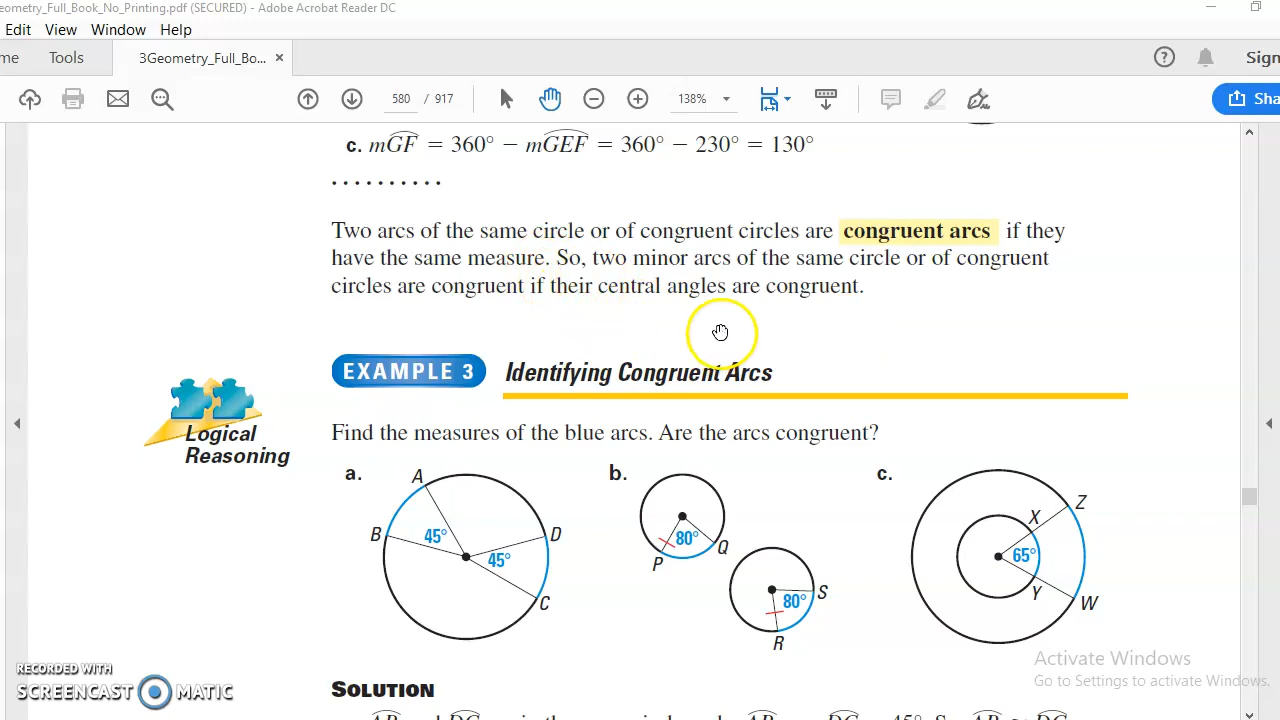 eometry_Full_Book_No_Printing.pdf (SECURED) - Adobe Acrobat Reader DC
Edit View Window Help
me Tools 3Geometry_Full_Bo... × Sign
580 / 917 138% Sha
c. mGF = 360° − mGEF = 360° − 230° = 130°
. . . . . . . . . .
Two arcs of the same circle or of congruent circles are congruent arcs if they
have the same measure. So, two minor arcs of the same circle or of congruent
circles are congruent if their central angles are congruent.
EXAMPLE 3 Identifying Congruent Arcs
Logical
Reasoning
Find the measures of the blue arcs. Are the arcs congruent?
a. A B 45° 45° D C
b. 80° P Q 80° S R
c. X Z 65° Y W
RECORDED WITH
SCREENCAST MATIC
Activate Windows
Go to Settings to activate Windows.
SOLUTION